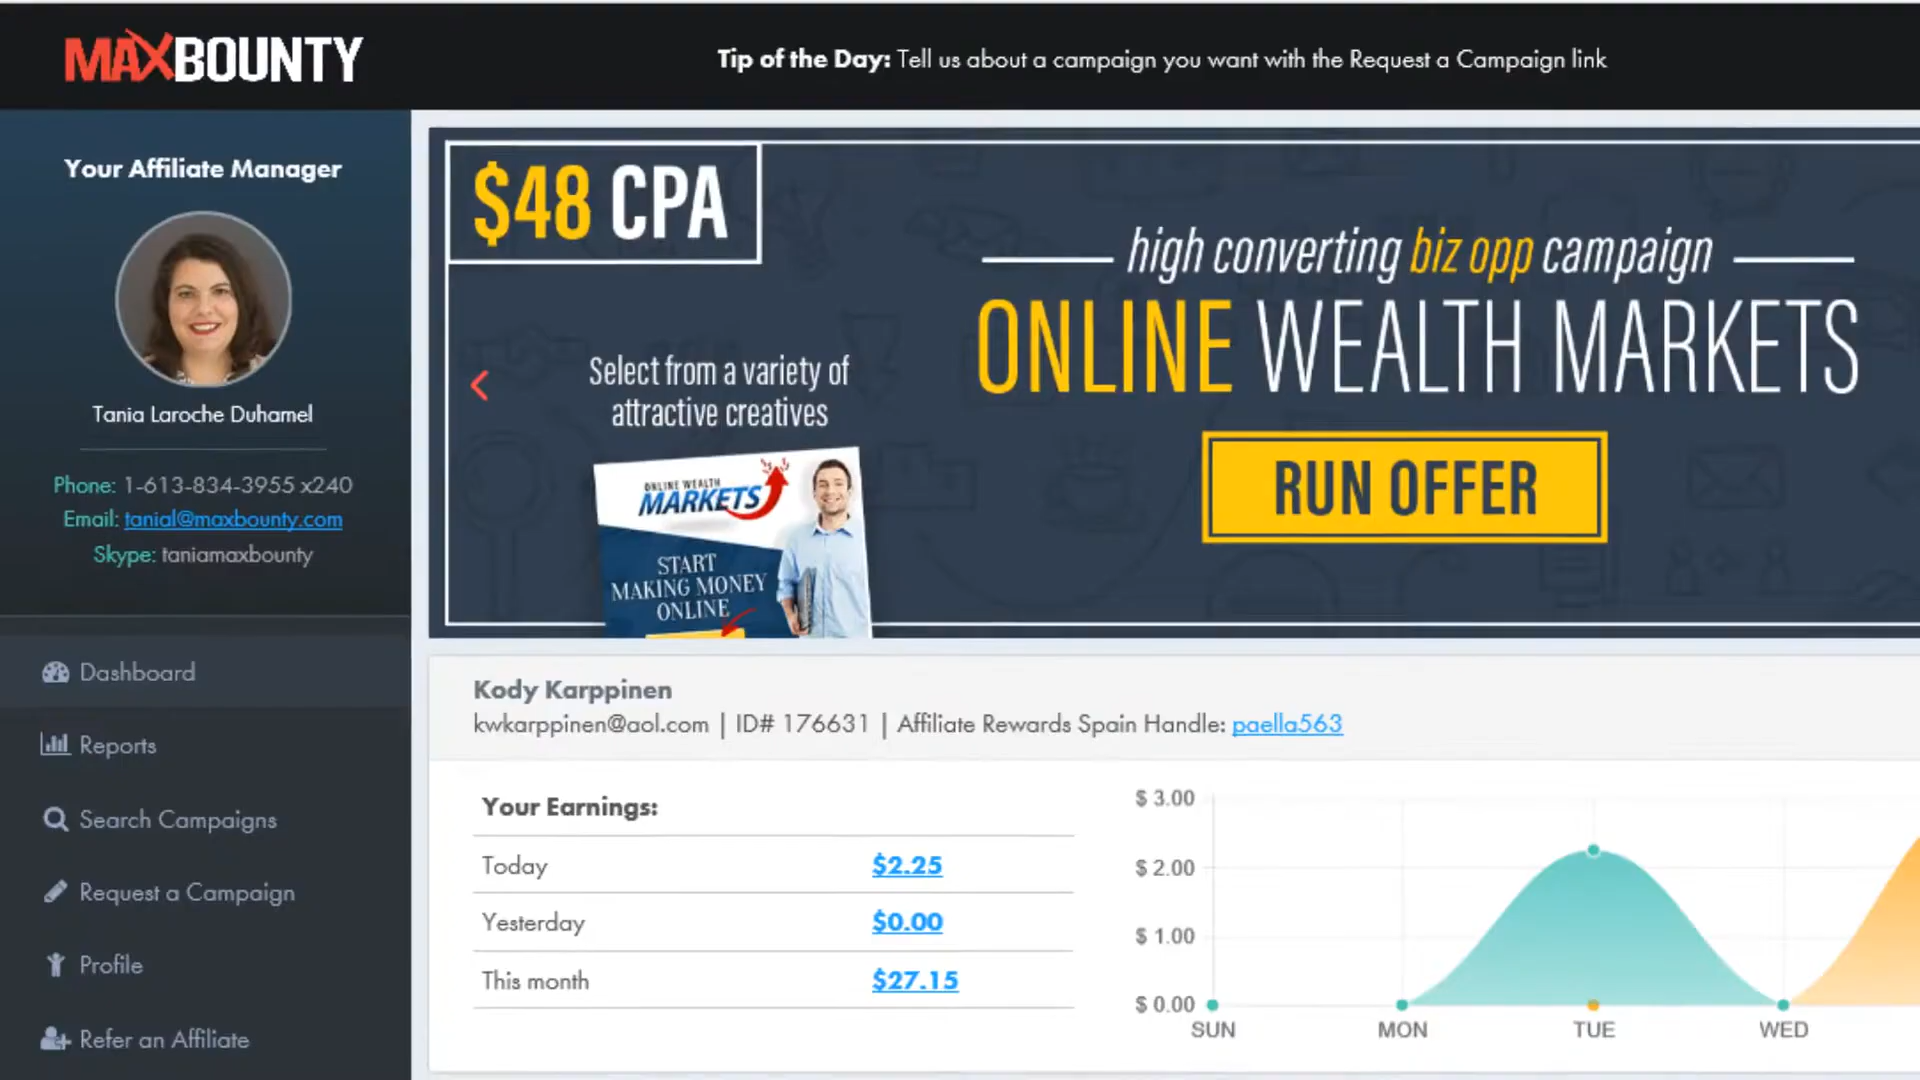 MAXBOUNTY
Tip of the Day: Tell us about a campaign you want with the Request a Campaign link
Your Affiliate Manager
Tania Laroche Duhamel
Phone: 1-613-834-3955 x240
Email: tanial@maxbounty.com
Skype: taniamaxbounty
Dashboard
Reports
Search Campaigns
Request a Campaign
Profile
Refer an Affiliate
$48 CPA
Select from a variety of
attractive creatives
ONLINE WEALTH
MARKETS
START
MAKING MONEY
ONLINE
high converting biz opp campaign
ONLINE WEALTH MARKETS
RUN OFFER
Kody Karppinen
kwkarppinen@aol.com | ID# 176631 | Affiliate Rewards Spain Handle: paella563
Your Earnings:
Today $2.25
Yesterday $0.00
This month $27.15
$ 3.00
$ 2.00
$ 1.00
$ 0.00
SUN MON TUE WED